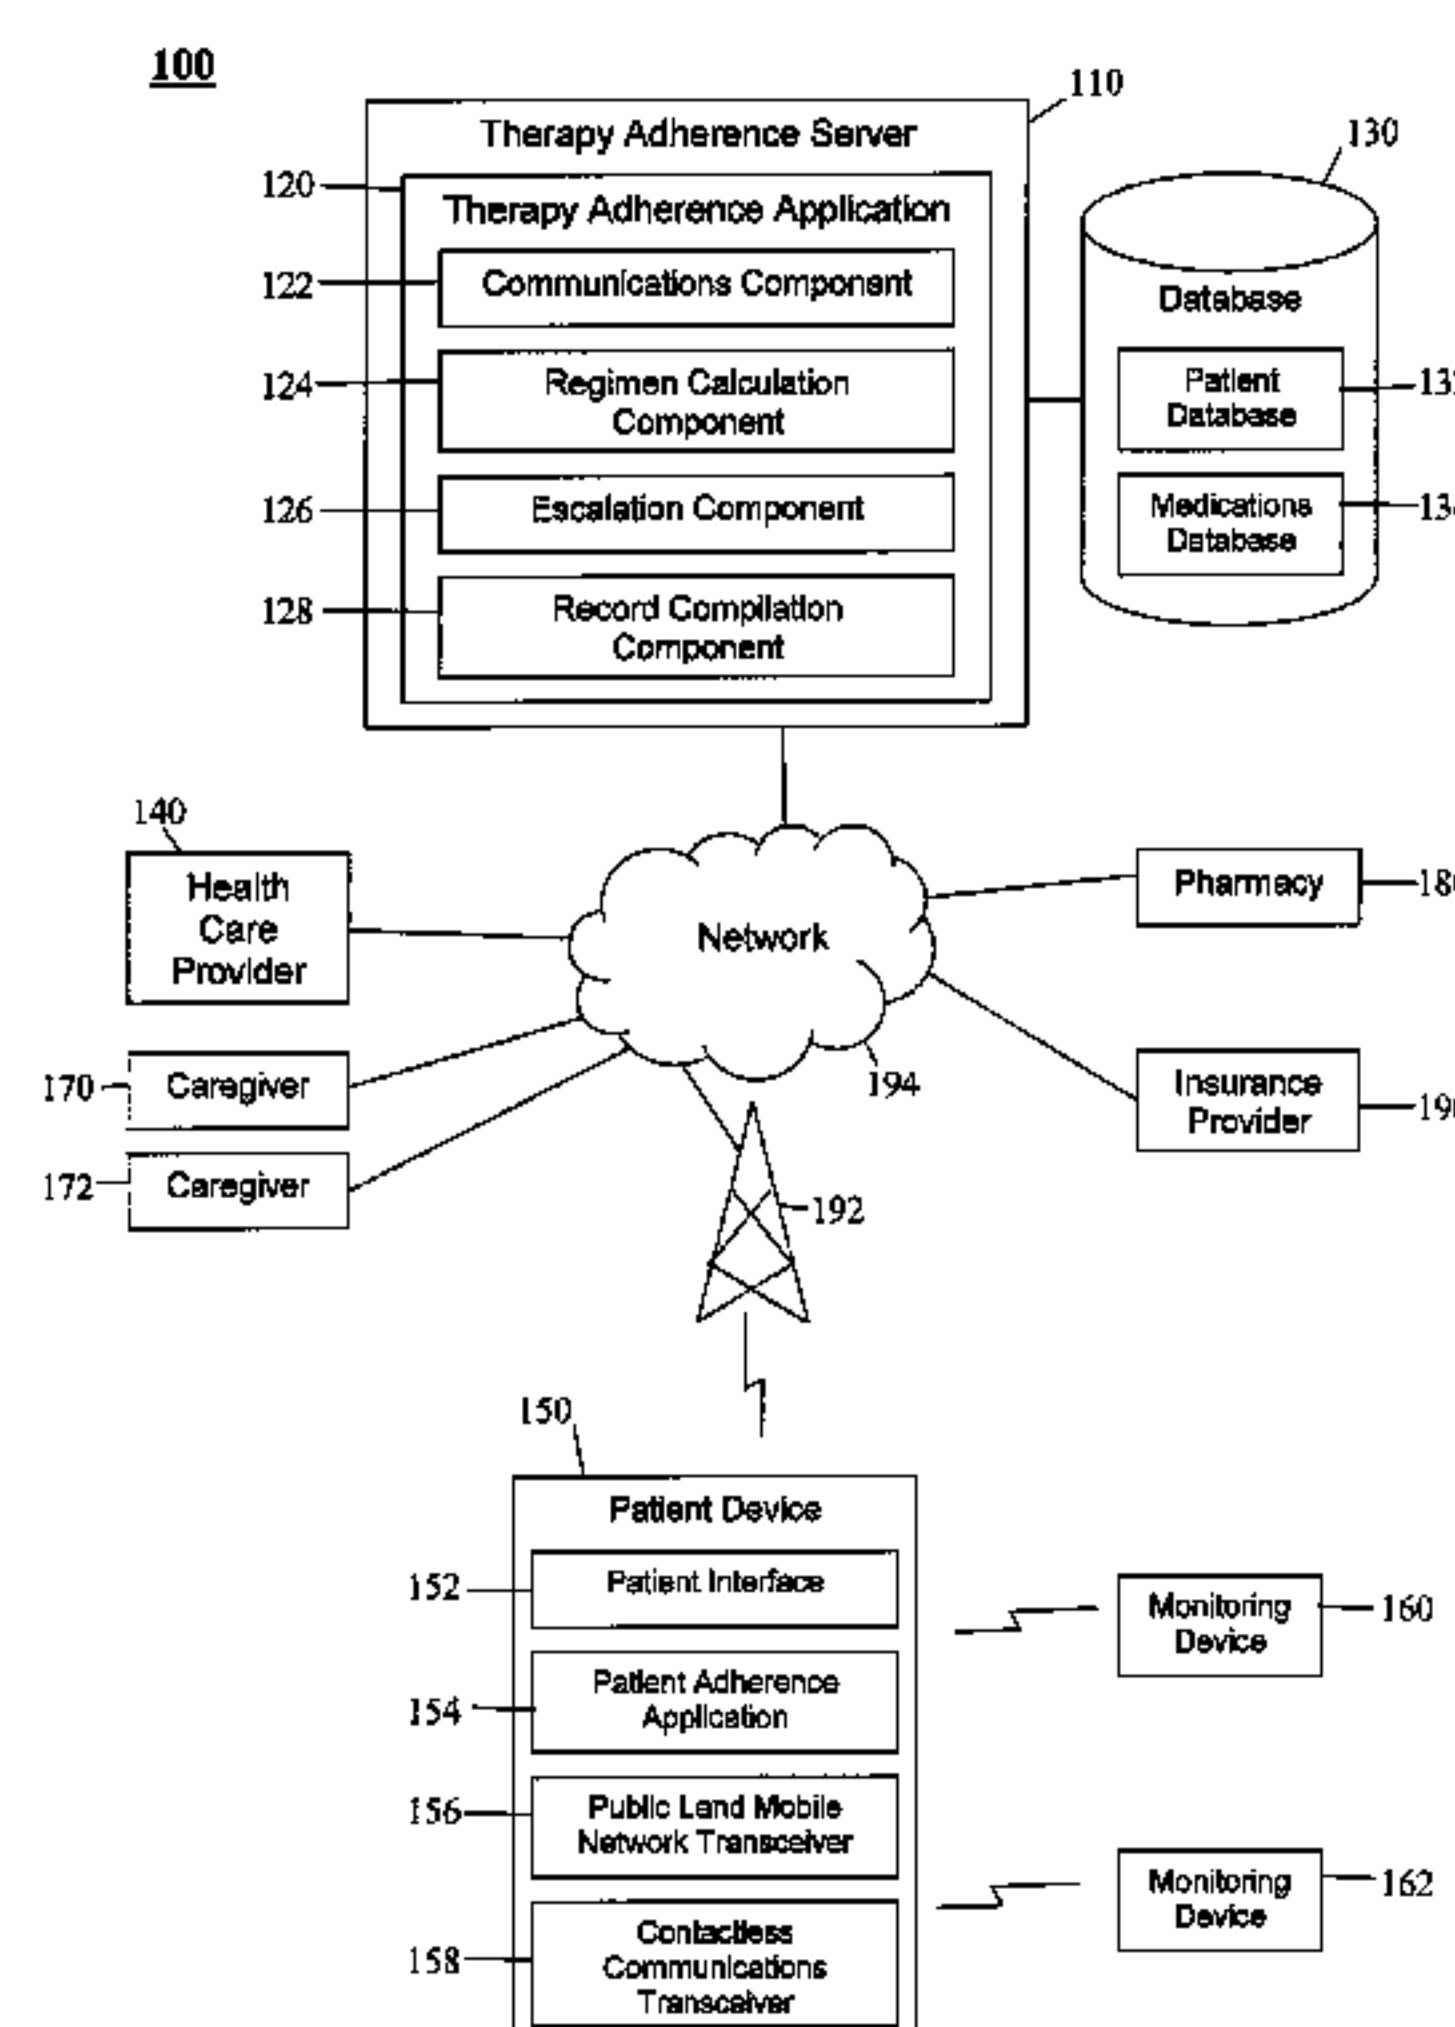 100
110
Therapy Adherence Server
130
120
Therapy Adherence Application
122
Communications Component
Database
124
Regimen Calculation
Component
Patient
Database
126
Escalation Component
Medications
Database
128
Record Compilation
Component
140
Health
Care
Provider
Network
Pharmacy
170
Caregiver
194
Insurance
Provider
172
Caregiver
192
150
Patient Device
152
Patient Interface
Monitoring
Device
160
154
Patient Adherence
Application
156
Public Land Mobile
Network Transceiver
Monitoring
Device
162
158
Contactless
Communications
Transceiver